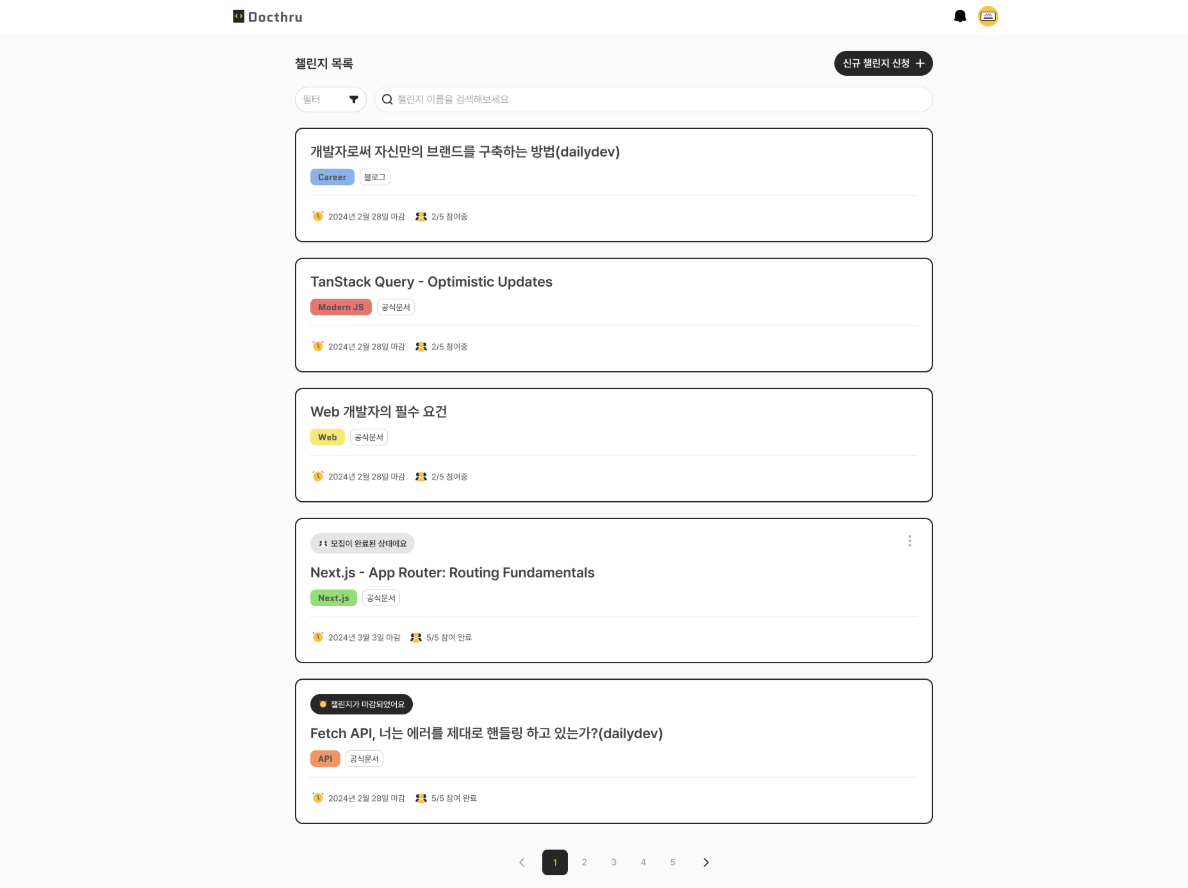 Docthru
챌린지 목록
신규 챌린지 신청
필터
챌린지 이름을 검색해보세요
개발자로써 자신만의 브랜드를 구축하는 방법(dailydev)
Career 블로그
2024년 2월 28일 마감 2/5 참여중
TanStack Query - Optimistic Updates
Modern JS 공식문서
2024년 2월 28일 마감 2/5 참여중
Web 개발자의 필수 요건
Web 공식문서
2024년 2월 28일 마감 2/5 참여중
모집이 완료된 상태에요
Next.js - App Router: Routing Fundamentals
Next.js 공식문서
2024년 3월 3일 마감 5/5 참여 완료
챌린지가 마감되었어요
Fetch API, 너는 에러를 제대로 핸들링 하고 있는가?(dailydev)
API 공식문서
2024년 2월 28일 마감 5/5 참여 완료
1 2 3 4 5